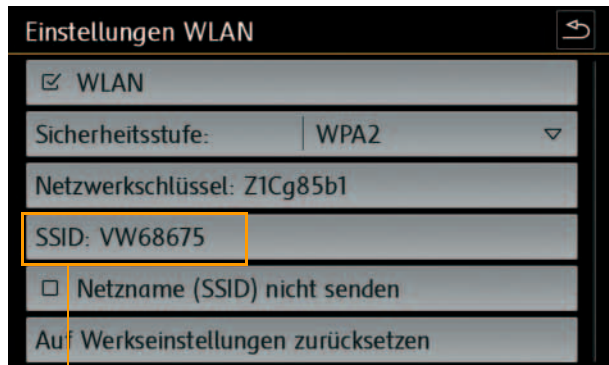 Einstellungen WLAN
WLAN
Sicherheitsstufe: WPA2
Netzwerkschlüssel: Z1Cg85b1
SSID: VW68675
Netzname (SSID) nicht senden
Auf Werkseinstellungen zurücksetzen